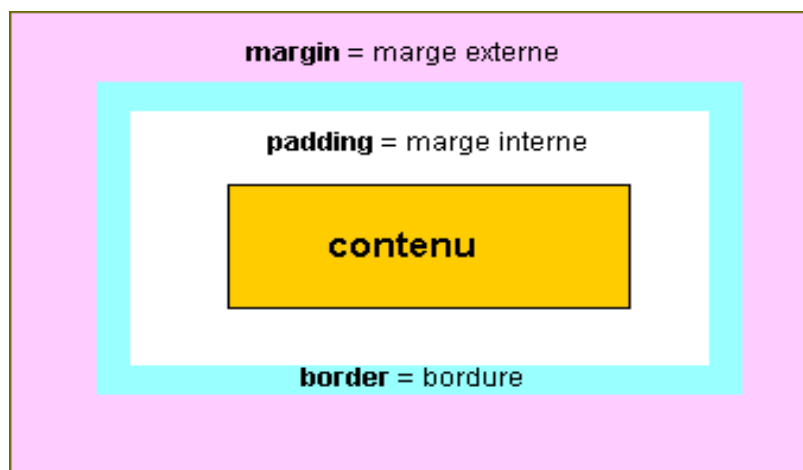 margin = marge externe
padding = marge interne
contenu
border = bordure